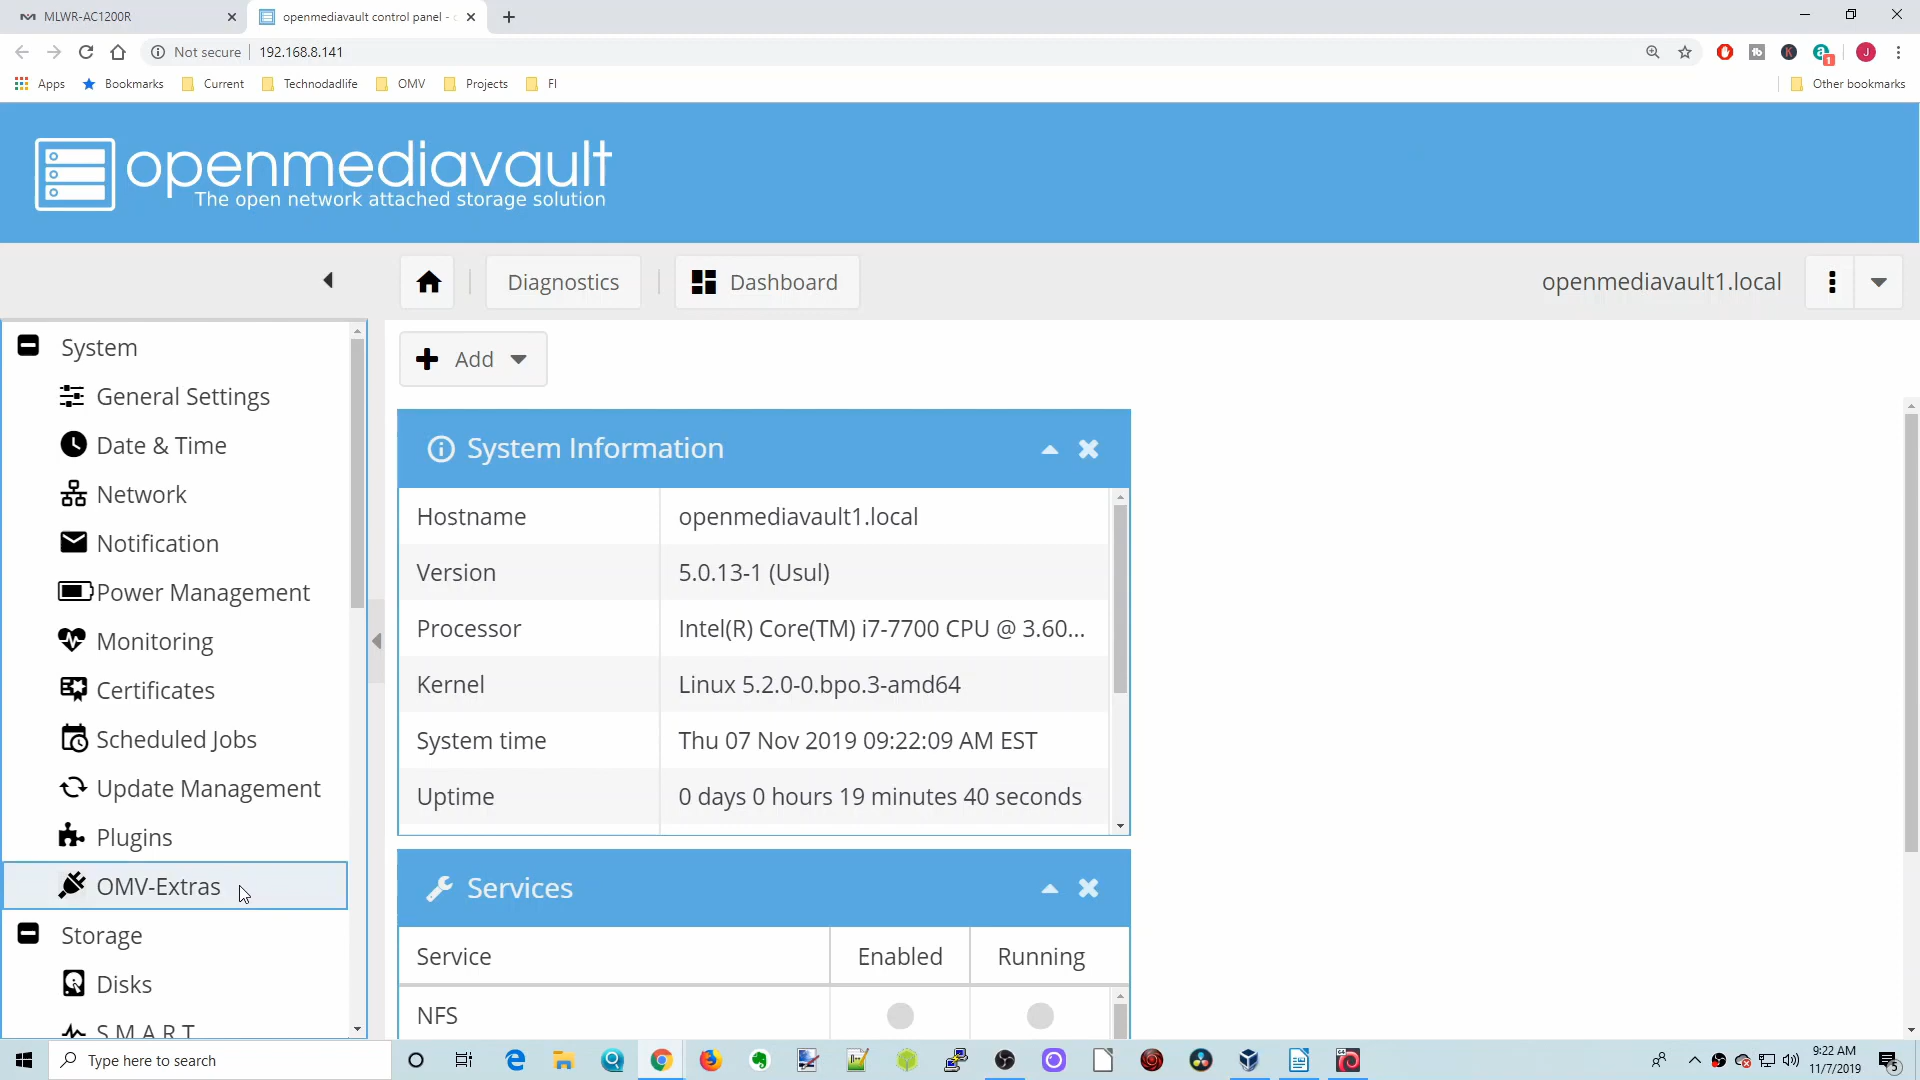 MLWR-AC1200R
openmediavault control panel - c
Not secure
192.168.8.141
Apps
Bookmarks
Current
Technodadlife
OMV
Projects
FI
Other bookmarks
openmediavault
The open network attached storage solution
Diagnostics
Dashboard
openmediavault1.local
System
General Settings
Date & Time
Network
Notification
Power Management
Monitoring
Certificates
Scheduled Jobs
Update Management
Plugins
OMV-Extras
Storage
Disks
S.M.A.R.T.
Add
System Information
Hostname openmediavault1.local
Version 5.0.13-1 (Usul)
Processor Intel(R) Core(TM) i7-7700 CPU @ 3.60...
Kernel Linux 5.2.0-0.bpo.3-amd64
System time Thu 07 Nov 2019 09:22:09 AM EST
Uptime 0 days 0 hours 19 minutes 40 seconds
Services
Service Enabled Running
NFS
Type here to search
9:22 AM
11/7/2019
5